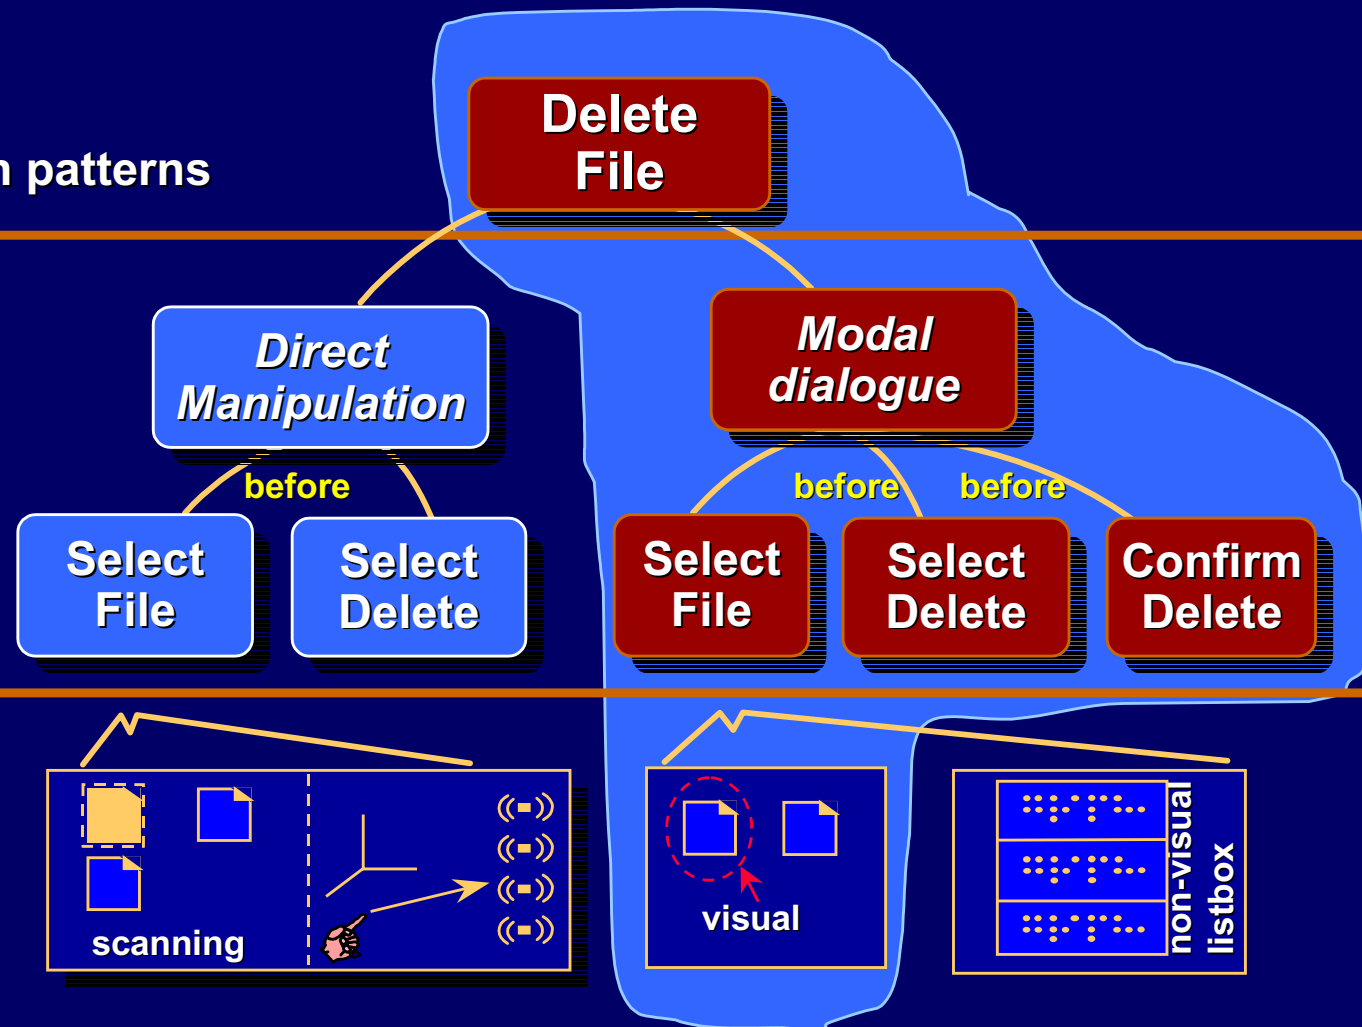 Delete
File
patterns
Direct
Manipulation
Modal
dialogue
before
before
before
Select
File
Select
Delete
Select
File
Select
Delete
Confirm
Delete
scanning
visual
non-visual
listbox